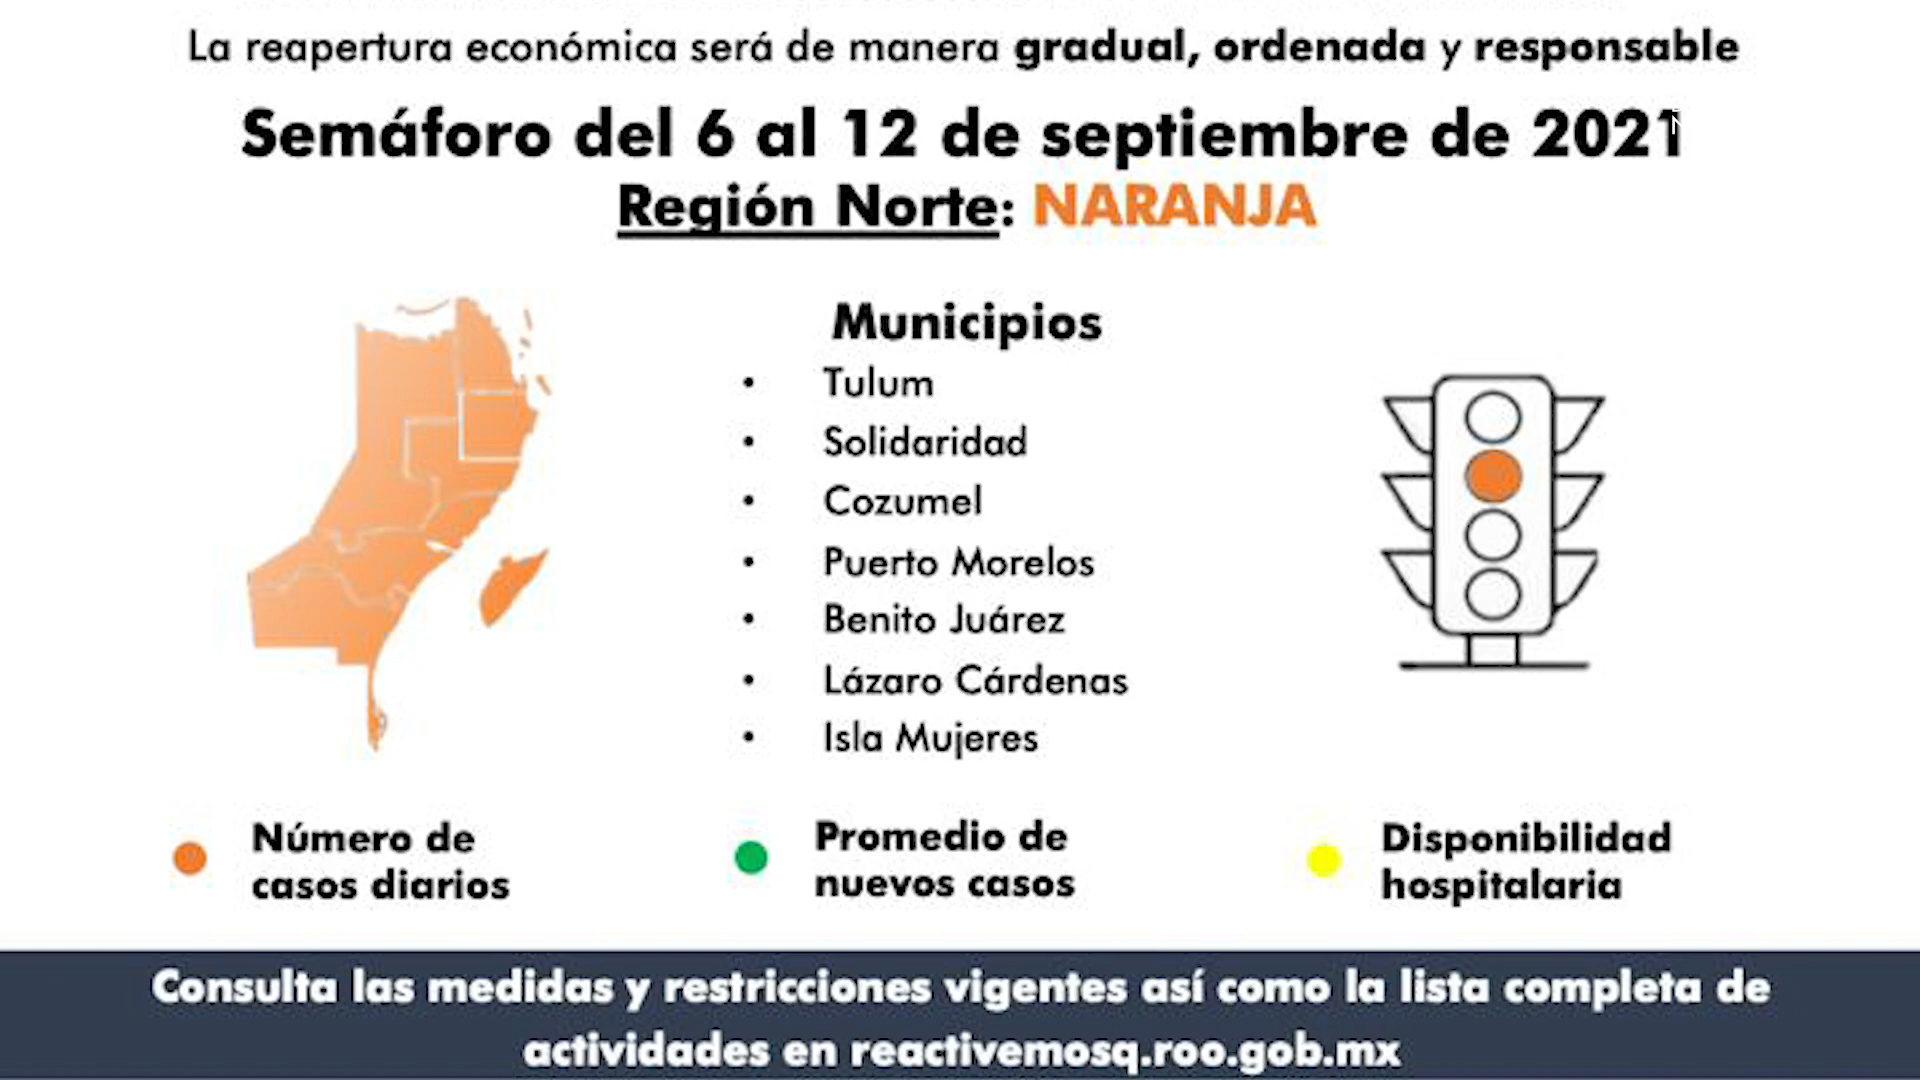 La reapertura económica será de manera gradual, ordenada y responsable
Semáforo del 6 al 12 de septiembre de 2021
Región Norte: NARANJA
Municipios
• Tulum
• Solidaridad
• Cozumel
• Puerto Morelos
• Benito Juárez
• Lázaro Cárdenas
• Isla Mujeres
Número de
casos diarios
Promedio de
nuevos casos
Disponibilidad
hospitalaria
Consulta las medidas y restricciones vigentes así como la lista completa de
actividades en reactivemosq.roo.gob.mx